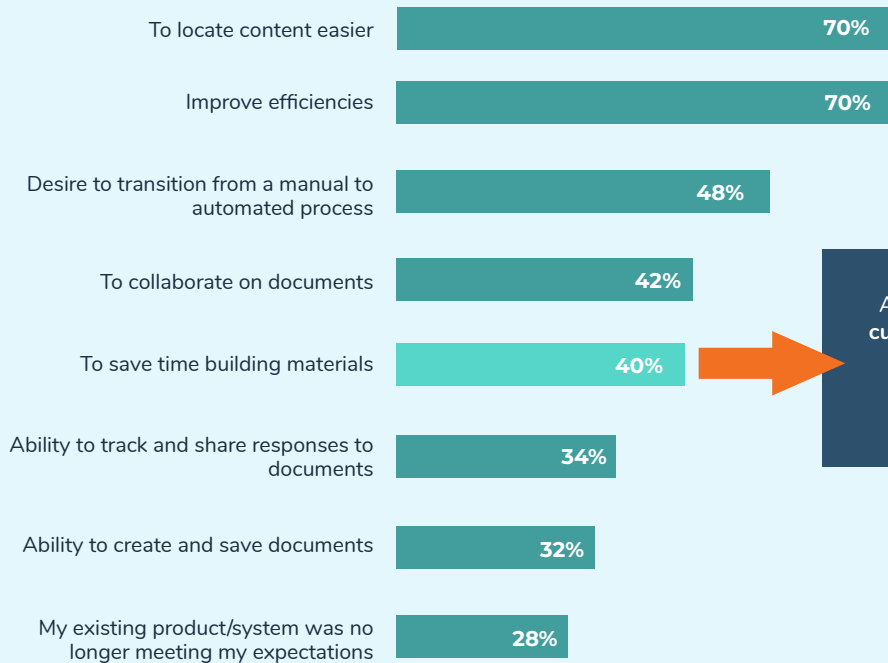 To locate content easier
70%
Improve efficiencies
70%
Desire to transition from a manual to
automated process
48%
To collaborate on documents
42%
To save time building materials
40%
Ability to track and share responses to
documents
34%
Ability to create and save documents
32%
My existing product/system was no
longer meeting my expectations
28%